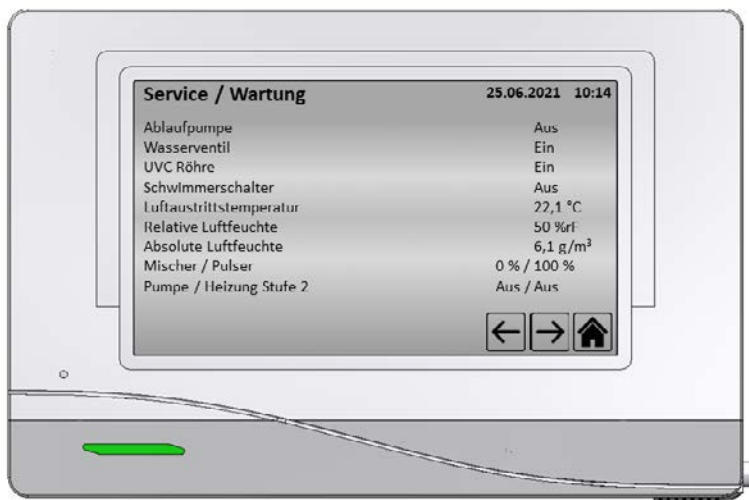 Service / Wartung 25.06.2021 10:14
Ablaufpumpe Aus
Wasserventil Ein
UVC Röhre Ein
Schwimmerschalter Aus
Luftaustrittstemperatur 22,1 °C
Relative Luftfeuchte 50 %rF
Absolute Luftfeuchte 6,1 g/m³
Mischer / Pulser 0 % / 100 %
Pumpe / Heizung Stufe 2 Aus / Aus